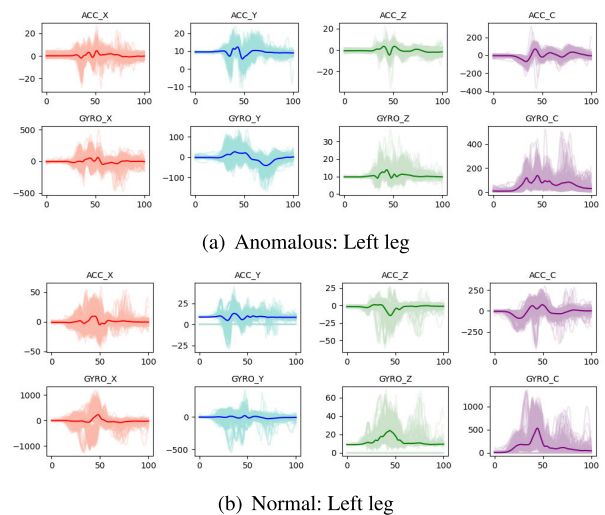 ACC_X ACC_Y ACC_Z ACC_C
20 0 −20 20 10 0 −10 20 0 −20 200 0 −200 −400
0 50 100 0 50 100 0 50 100 0 50 100
GYRO_X GYRO_Y GYRO_Z GYRO_C
500 0 −500 100 0 −100 30 20 10 0 400 200 0
0 50 100 0 50 100 0 50 100 0 50 100
(a) Anomalous: Left leg
ACC_X ACC_Y ACC_Z ACC_C
50 0 −50 25 0 −25 25 0 −25 −50 250 0 −250
0 50 100 0 50 100 0 50 100 0 50 100
GYRO_X GYRO_Y GYRO_Z GYRO_C
1000 0 −1000 0 −500 60 40 20 0 1000 500 0
0 50 100 0 50 100 0 50 100 0 50 100
(b) Normal: Left leg